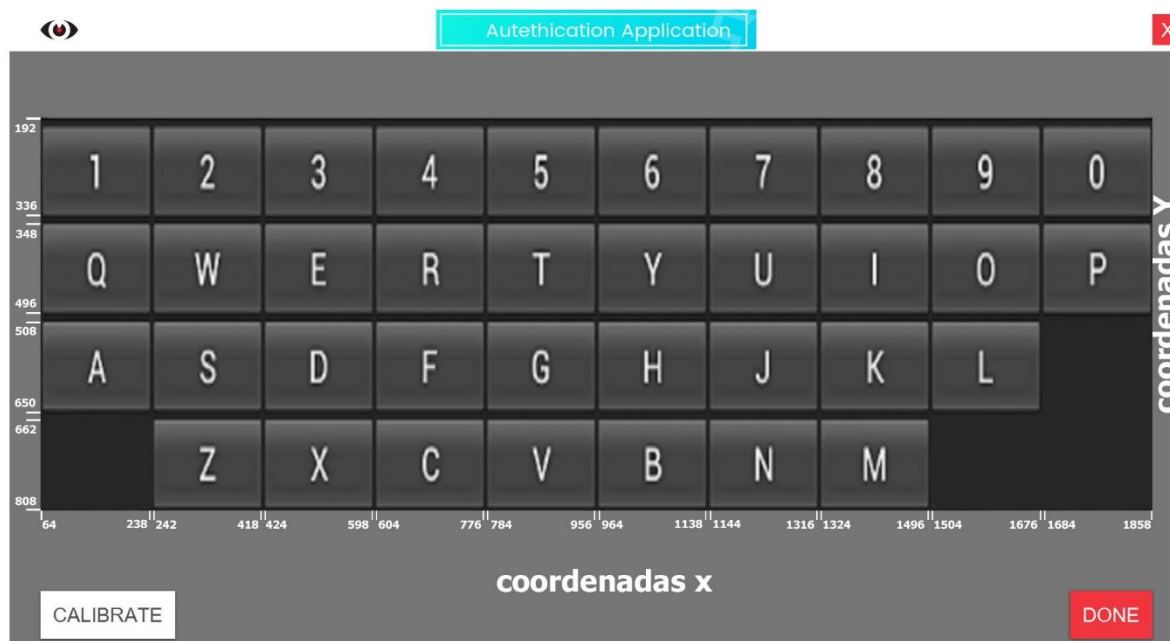 Autethication Application
X
192
1 2 3 4 5 6 7 8 9 0
336
348
Q W E R T Y U I O P
496
508
A S D F G H J K L
650
662
Z X C V B N M
808
64 238 242 418 424 598 604 776 784 956 964 1138 1144 1316 1324 1496 1504 1676 1684 1858
coordenadas Y
coordenadas x
CALIBRATE
DONE